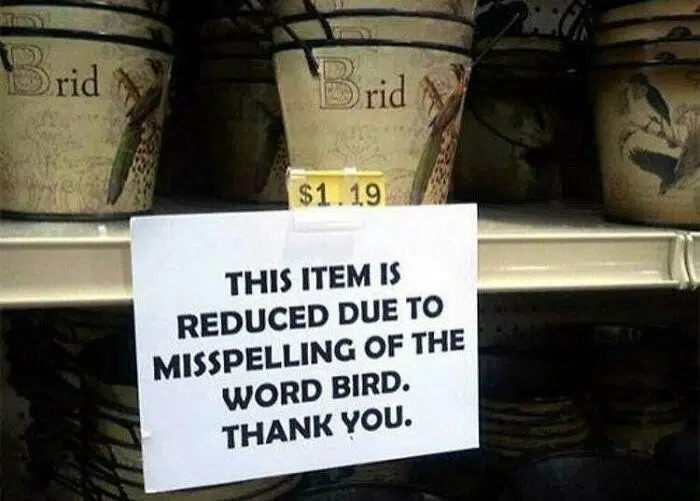 Brid
Brid
$1.19
THIS ITEM IS
REDUCED DUE TO
MISSPELLING OF THE
WORD BIRD.
THANK YOU.